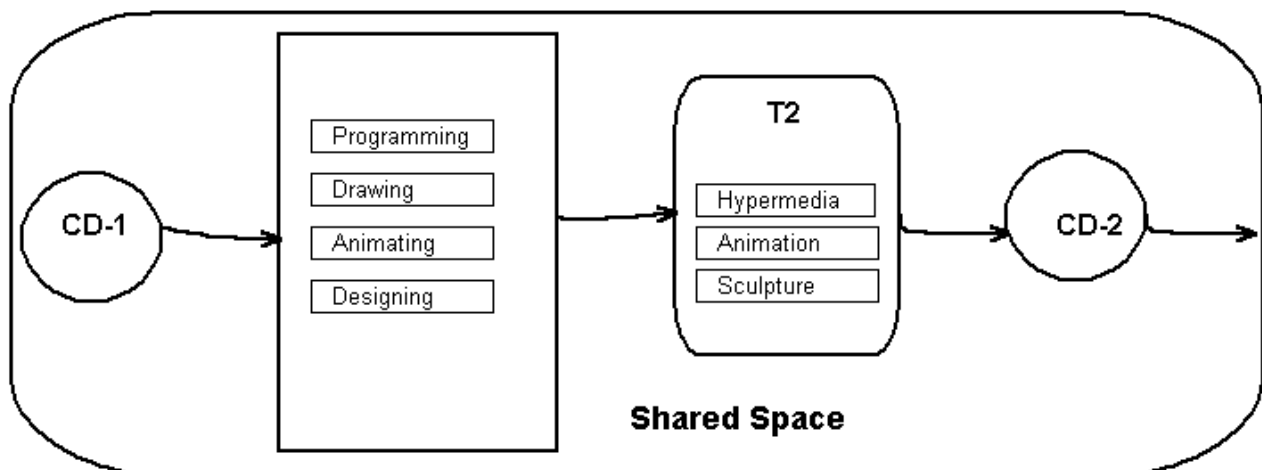 CD-1
Programming
Drawing
Animating
Designing
T2
Hypermedia
Animation
Sculpture
CD-2
Shared Space